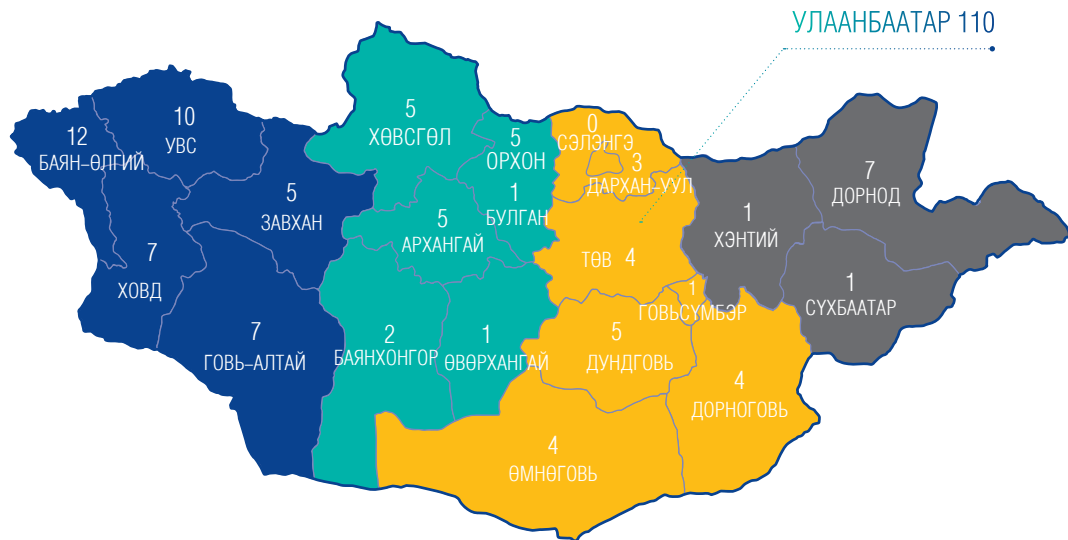 УЛААНБААТАР 110
12
БАЯН–ӨЛГИЙ
10
УВС
5
ЗАВХАН
7
ХОВД
7
ГОВЬ–АЛТАЙ
5
ХӨВСГӨЛ
5
ОРХОН
1
БУЛГАН
5
АРХАНГАЙ
2
БАЯНХОНГОР
1
ӨВӨРХАНГАЙ
0
СЭЛЭНГЭ
3
ДАРХАН–УУЛ
ТӨВ 4
1
ГОВЬСҮМБЭР
5
ДУНДГОВЬ
4
ДОРНОГОВЬ
4
ӨМНӨГОВЬ
1
ХЭНТИЙ
7
ДОРНОД
1
СҮХБААТАР